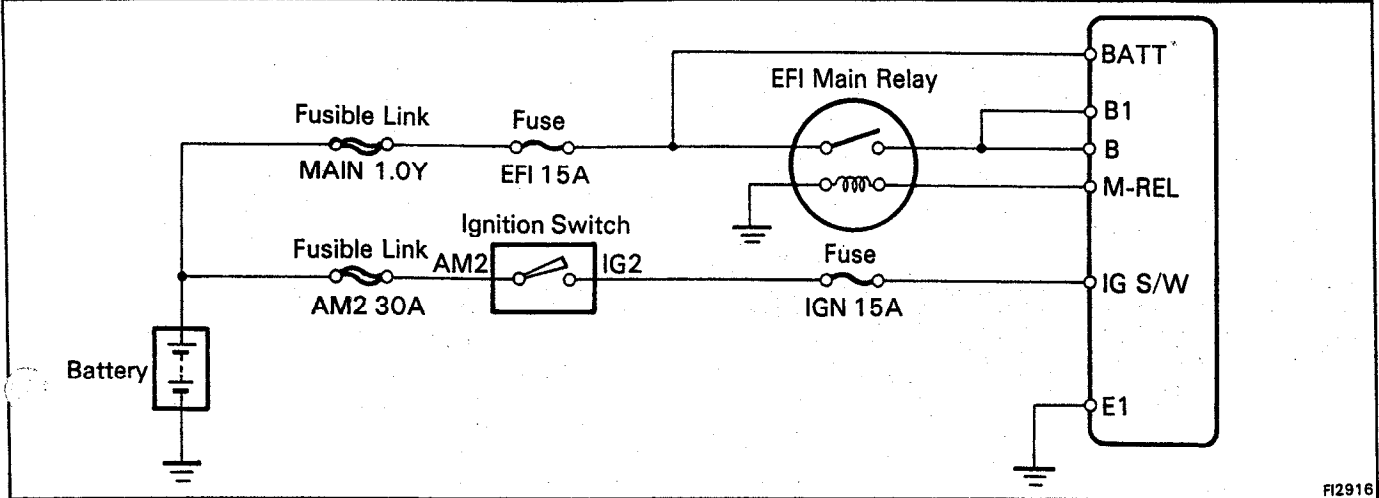 BATT
EFI Main Relay
B1
Fusible Link
Fuse
B
MAIN 1.0Y
EFI 15A
M-REL
Ignition Switch
Fusible Link
AM2
IG2
Fuse
IG S/W
AM2 30A
IGN 15A
Battery
E1
FI2916